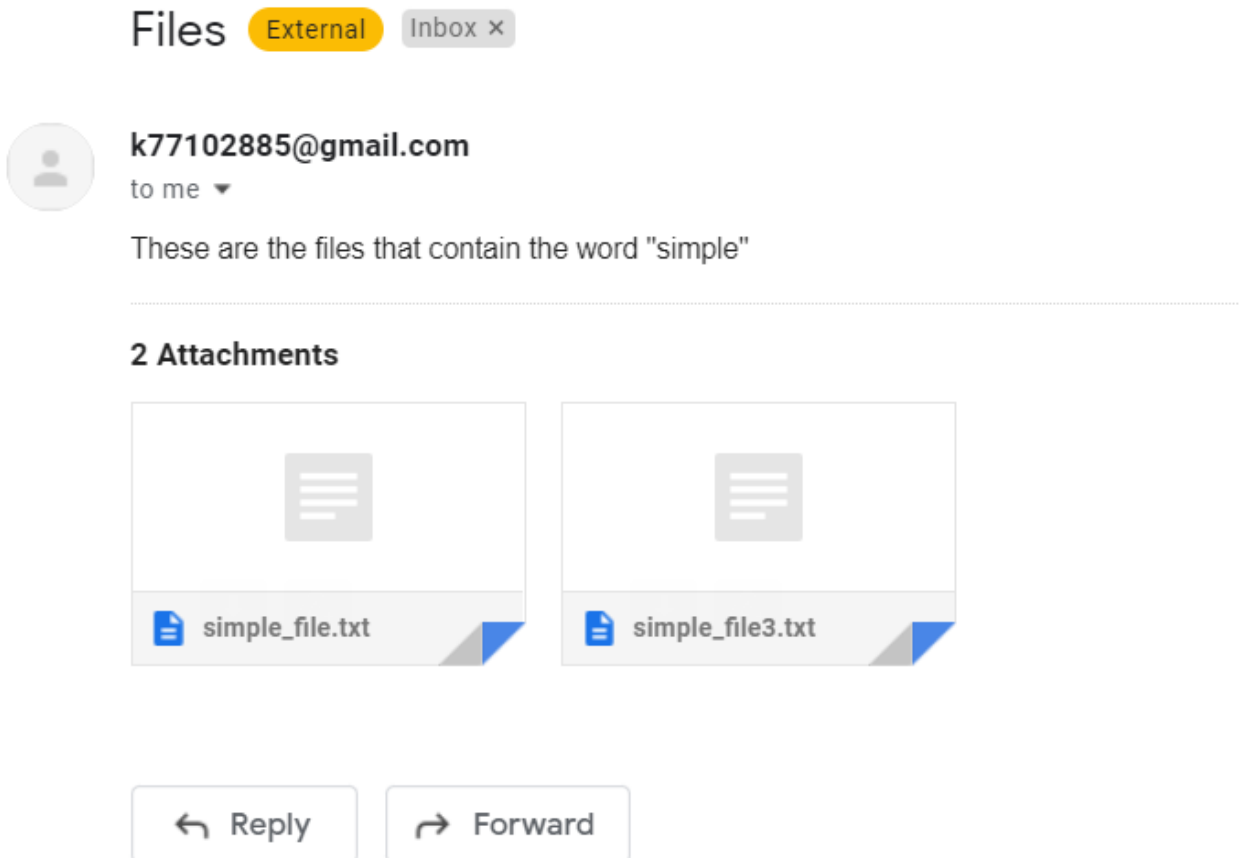 Files External Inbox ×
k77102885@gmail.com
to me
These are the files that contain the word "simple"
2 Attachments
simple_file.txt simple_file3.txt
Reply Forward